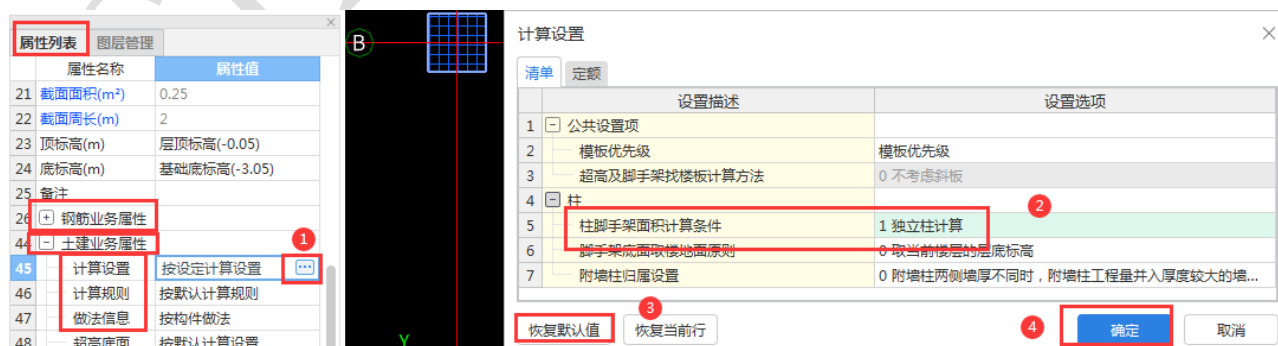 属性列表 图层管理
属性名称 属性值
21 截面面积(m²) 0.25
22 截面周长(m) 2
23 顶标高(m) 层顶标高(-0.05)
24 底标高(m) 基础底标高(-3.05)
25 备注
26 钢筋业务属性
44 土建业务属性 1
45 计算设置 按设定计算设置
46 计算规则 按默认计算规则
47 做法信息 按构件做法
48 超高底面 按默认计算设置
B
Y
计算设置
清单 定额
设置描述 设置选项
1 公共设置项
2 模板优先级 模板优先级
3 超高及脚手架找楼板计算方法 0 不考虑斜板
4 柱
2
5 柱脚手架面积计算条件 1 独立柱计算
6 脚手架底面取楼地面原则 0 取当前楼层的层底标高
7 附墙柱归属设置 0 附墙柱两侧墙厚不同时，附墙柱工程量并入厚度较大的墙...
3
恢复默认值 恢复当前行 4 确定 取消